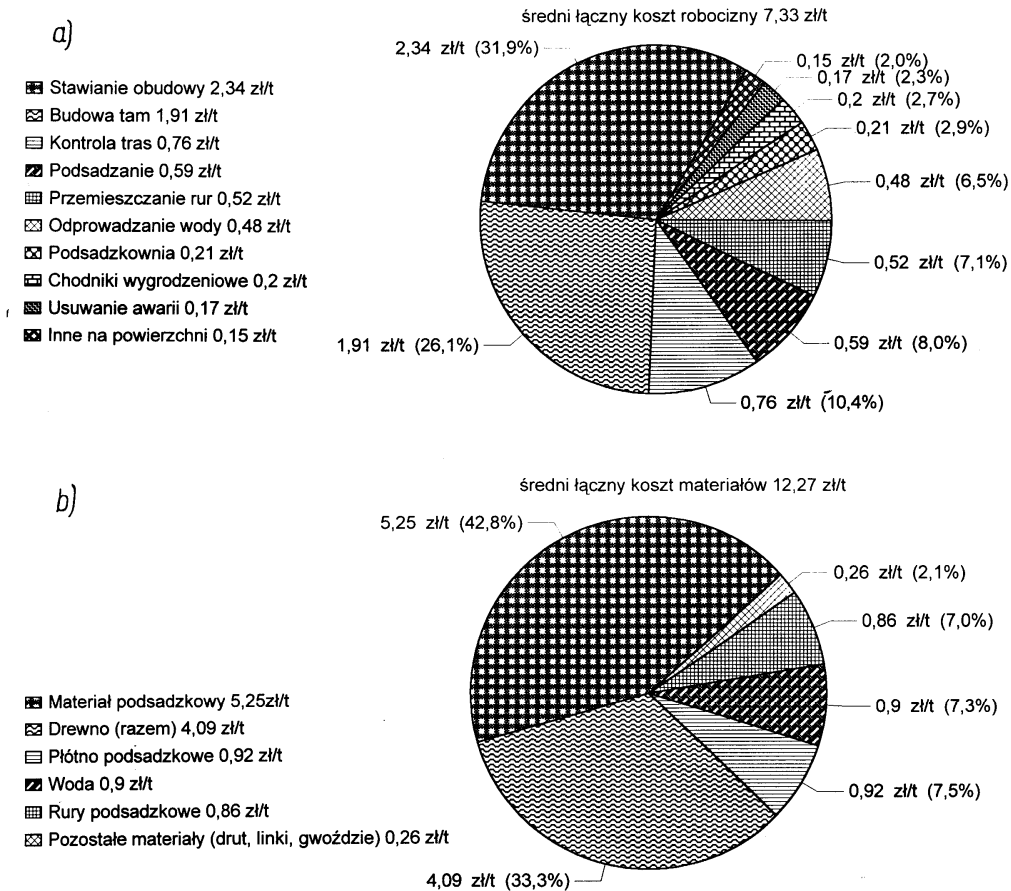 a)
średni łączny koszt robocizny 7,33 zł/t
2,34 zł/t (31,9%)
0,15 zł/t (2,0%)
0,17 zł/t (2,3%)
0,2 zł/t (2,7%)
0,21 zł/t (2,9%)
0,48 zł/t (6,5%)
0,52 zł/t (7,1%)
0,59 zł/t (8,0%)
0,76 zł/t (10,4%)
1,91 zł/t (26,1%)
Stawianie obudowy 2,34 zł/t
Budowa tam 1,91 zł/t
Kontrola tras 0,76 zł/t
Podsadzanie 0,59 zł/t
Przemieszczanie rur 0,52 zł/t
Odprowadzanie wody 0,48 zł/t
Podsadzkownia 0,21 zł/t
Chodniki wygrodzeniowe 0,2 zł/t
Usuwanie awarii 0,17 zł/t
Inne na powierzchni 0,15 zł/t
b)
średni łączny koszt materiałów 12,27 zł/t
5,25 zł/t (42,8%)
0,26 zł/t (2,1%)
0,86 zł/t (7,0%)
0,9 zł/t (7,3%)
0,92 zł/t (7,5%)
4,09 zł/t (33,3%)
Materiał podsadzkowy 5,25zł/t
Drewno (razem) 4,09 zł/t
Płótno podsadzkowe 0,92 zł/t
Woda 0,9 zł/t
Rury podsadzkowe 0,86 zł/t
Pozostałe materiały (drut, linki, gwoździe) 0,26 zł/t